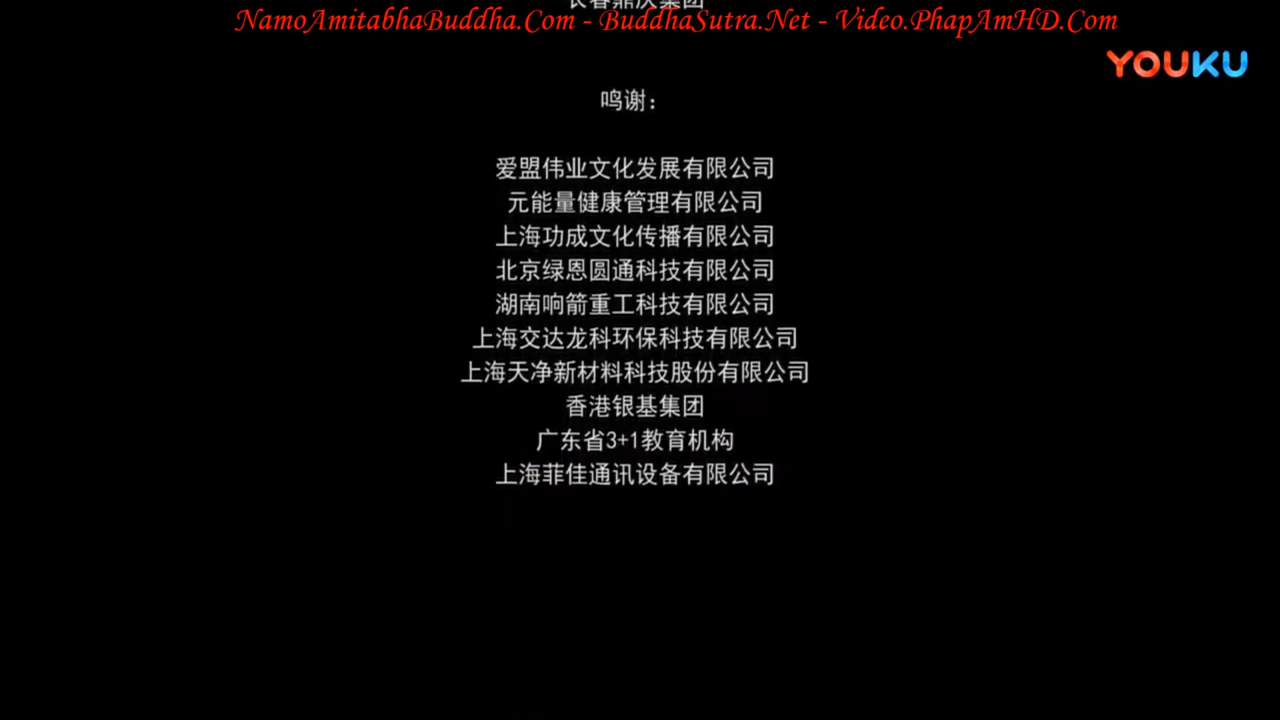 NamoAmitabhaBuddha.Com - BuddhaSutra.Net - Video.PhapAmHD.Com
YOUKU
鸣谢：
爱盟伟业文化发展有限公司
元能量健康管理有限公司
上海功成文化传播有限公司
北京绿恩圆通科技有限公司
湖南响箭重工科技有限公司
上海交达龙科环保科技有限公司
上海天净新材料科技股份有限公司
香港银基集团
广东省3+1教育机构
上海菲佳通讯设备有限公司